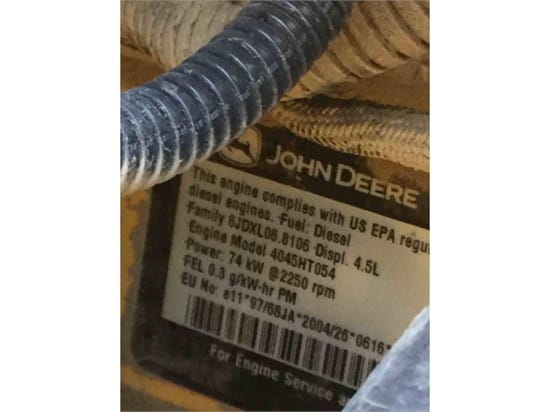 JOHN DEERE
This engine complies with US EPA regu
diesel engines. Fuel: Diesel
Family 8JDXL06.8106 Displ. 4.5L
Engine Model 4045HT054
Power: 74 kW @2250 rpm
FEL 0.3 g/kW-hr PM
EU No: e11*97/68JA*2004/26*0616*
For Engine Service a